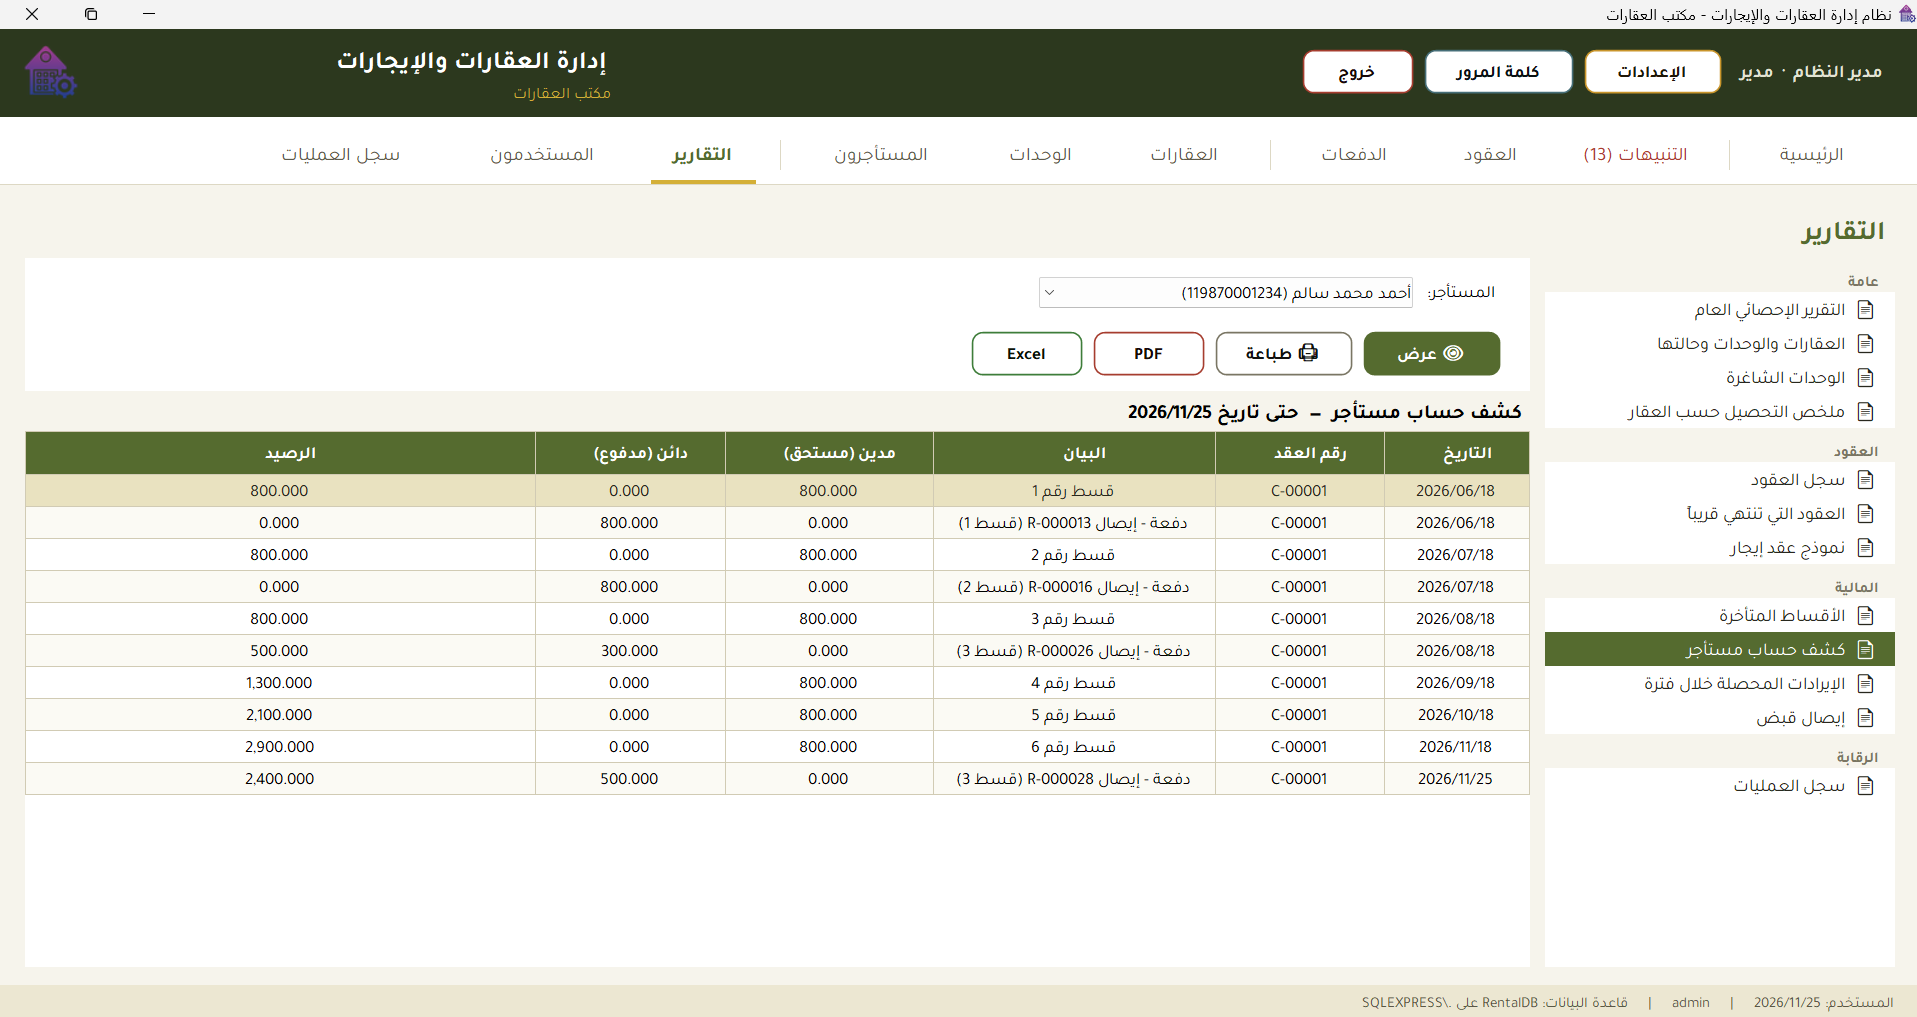 نظام إدارة العقارات والإيجارات - مكتب العقارات
مدير النظام · مدير
الإعدادات
كلمة المرور
خروج
إدارة العقارات والإيجارات
مكتب العقارات
الرئيسية
التنبيهات (13)
العقود
الدفعات
العقارات
الوحدات
المستأجرون
التقارير
المستخدمون
سجل العمليات
التقارير
عامة
التقرير الإحصائي العام
العقارات والوحدات وحالتها
الوحدات الشاغرة
ملخص التحصيل حسب العقار
العقود
سجل العقود
العقود التي تنتهي قريباً
نموذج عقد إيجار
المالية
الأقساط المتأخرة
كشف حساب مستأجر
الإيرادات المحصلة خلال فترة
إيصال قبض
الرقابة
سجل العمليات
المستأجر: أحمد محمد سالم (119870001234)
عرض
طباعة
PDF
Excel
كشف حساب مستأجر – حتى تاريخ 2026/11/25
التاريخ رقم العقد البيان مدين (مستحق) دائن (مدفوع) الرصيد
2026/06/18 C-00001 قسط رقم 1 800.000 0.000 800.000
2026/06/18 C-00001 دفعة - إيصال R-000013 (قسط 1) 0.000 800.000 0.000
2026/07/18 C-00001 قسط رقم 2 800.000 0.000 800.000
2026/07/18 C-00001 دفعة - إيصال R-000016 (قسط 2) 0.000 800.000 0.000
2026/08/18 C-00001 قسط رقم 3 800.000 0.000 800.000
2026/08/18 C-00001 دفعة - إيصال R-000026 (قسط 3) 0.000 300.000 500.000
2026/09/18 C-00001 قسط رقم 4 800.000 0.000 1,300.000
2026/10/18 C-00001 قسط رقم 5 800.000 0.000 2,100.000
2026/11/18 C-00001 قسط رقم 6 800.000 0.000 2,900.000
2026/11/25 C-00001 دفعة - إيصال R-000028 (قسط 3) 0.000 500.000 2,400.000
المستخدم: 2026/11/25 | admin | قاعدة البيانات: RentalDB على .\SQLEXPRESS